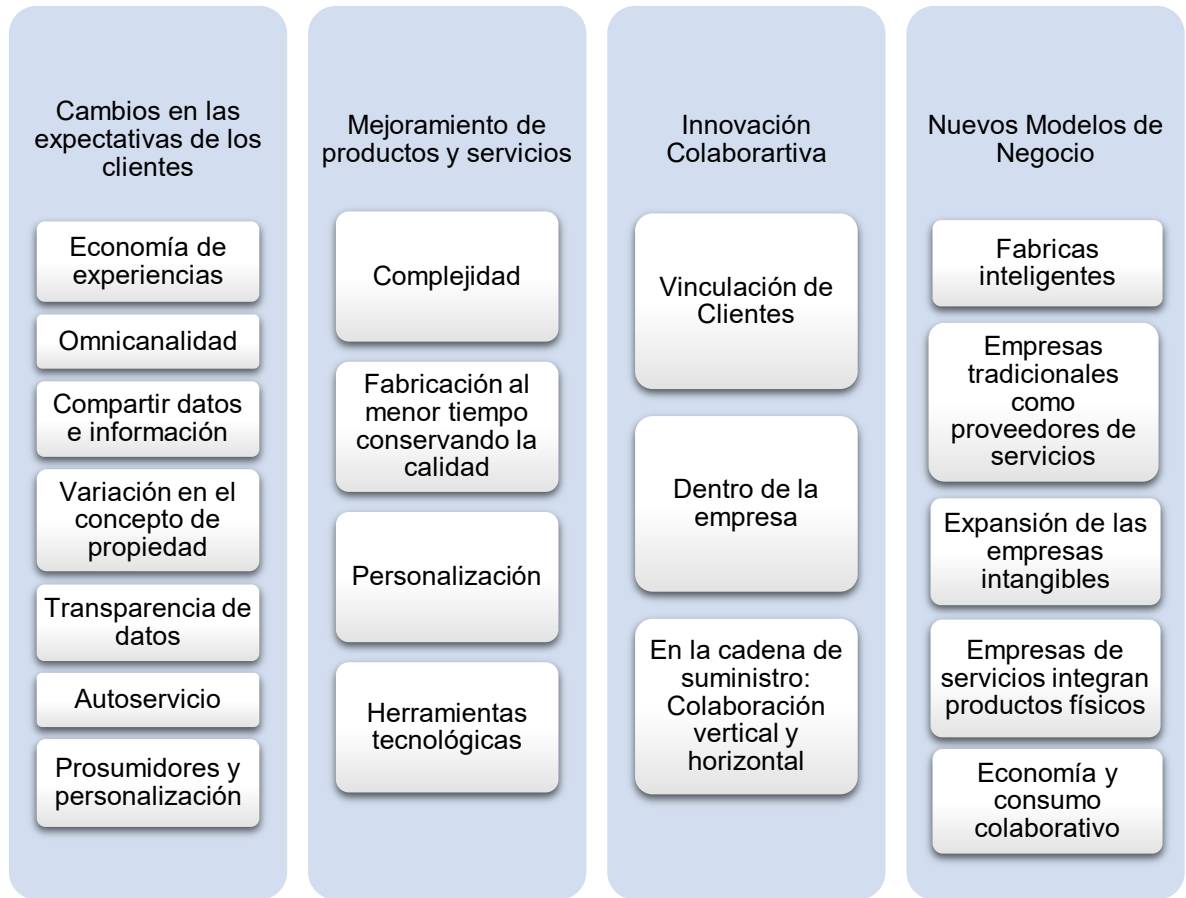 Cambios en las
expectativas de los
clientes
Economía de
experiencias
Omnicanalidad
Compartir datos
e información
Variación en el
concepto de
propiedad
Transparencia de
datos
Autoservicio
Prosumidores y
personalización
Mejoramiento de
productos y servicios
Complejidad
Fabricación al
menor tiempo
conservando la
calidad
Personalización
Herramientas
tecnológicas
Innovación
Colaborartiva
Vinculación de
Clientes
Dentro de la
empresa
En la cadena de
suministro:
Colaboración
vertical y
horizontal
Nuevos Modelos de
Negocio
Fabricas
inteligentes
Empresas
tradicionales
como
proveedores de
servicios
Expansión de las
empresas
intangibles
Empresas de
servicios integran
productos físicos
Economía y
consumo
colaborativo